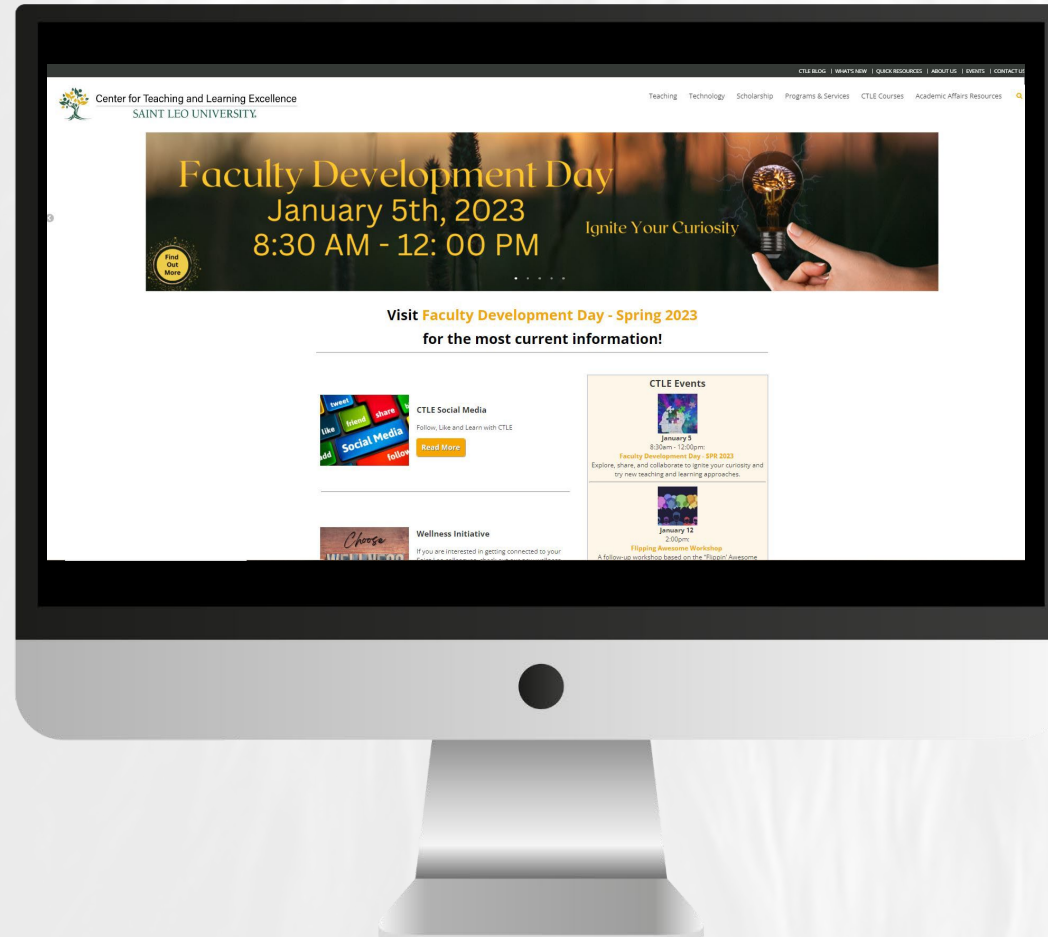 CTLE BLOG | WHAT'S NEW | QUICK RESOURCES | ABOUT US | EVENTS | CONTACT US
Center for Teaching and Learning Excellence
SAINT LEO UNIVERSITY.
Teaching Technology Scholarship Programs & Services CTLE Courses Academic Affairs Resources
Faculty Development Day
January 5th, 2023
8:30 AM - 12: 00 PM
Ignite Your Curiosity
Find
Out
More
Visit Faculty Development Day - Spring 2023
for the most current information!
tweet
share
like
friend
Social Media
add
follow
CTLE Social Media
Follow, Like and Learn with CTLE
Read More
Choose
WELLNESS
Wellness Initiative
If you are interested in getting connected to your
CTLE Events
January 5
8:30am - 12:00pm:
Faculty Development Day - SPR 2023
Explore, share, and collaborate to ignite your curiosity and
try new teaching and learning approaches.
January 12
2:00pm:
Flipping Awesome Workshop
A follow-up workshop based on the "Flippin' Awesome